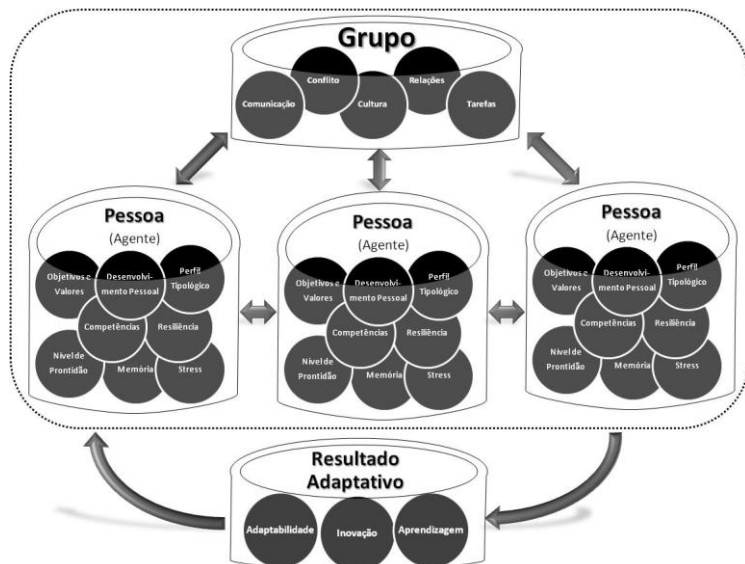 Grupo
Conflito
Relações
Comunicação
Cultura
Tarefas
Pessoa
(Agente)
Objetivos e
Valores
Desenvolvi-
mento Pessoal
Perfil
Tipológico
Competências
Resiliência
Nível de
Prontidão
Memória
Stress
Pessoa
(Agente)
Objetivos e
Valores
Desenvolvi-
mento Pessoal
Perfil
Tipológico
Competências
Resiliência
Nível de
Prontidão
Memória
Stress
Pessoa
(Agente)
Objetivos e
Valores
Desenvolvi-
mento Pessoal
Perfil
Tipológico
Competências
Resiliência
Nível de
Prontidão
Memória
Stress
Resultado
Adaptativo
Adaptabilidade
Inovação
Aprendizagem